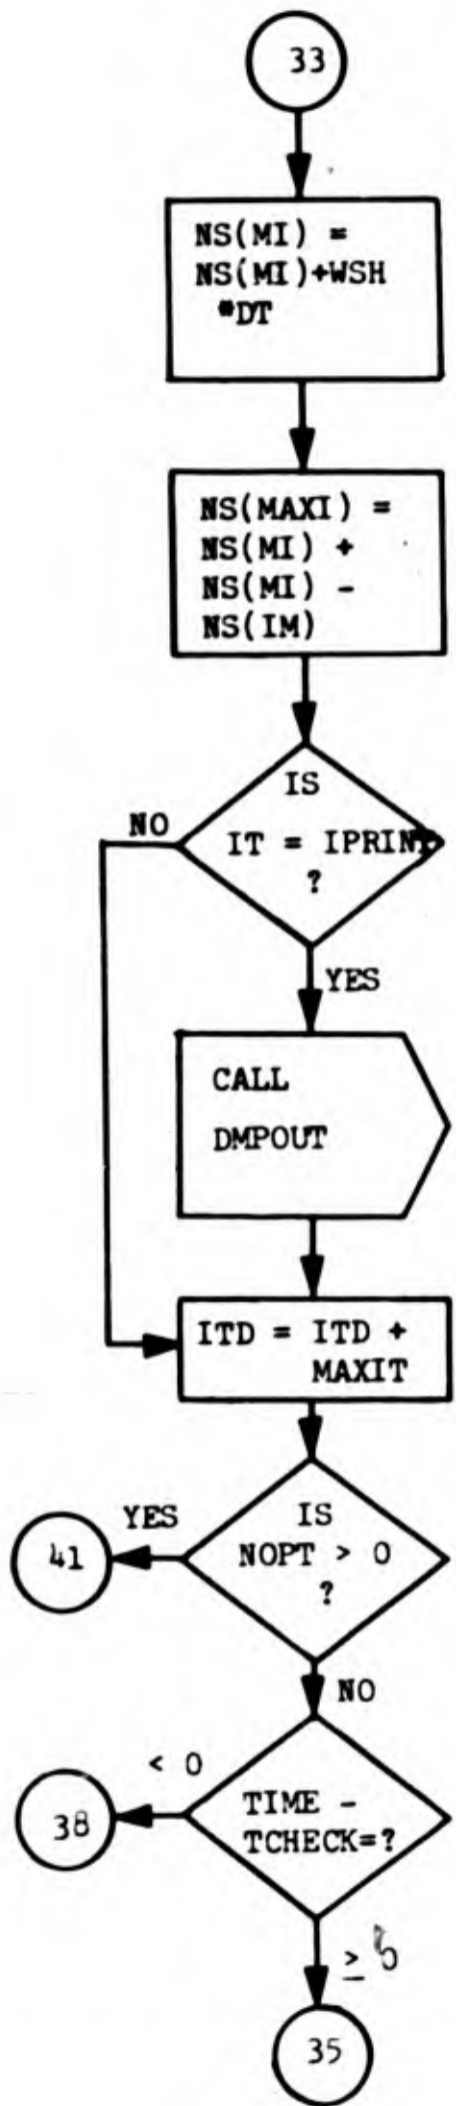 33
NS(MI) =
NS(MI)+WSH
*DT
NS(MAXI) =
NS(MI) +
NS(MI) -
NS(IM)
IS
NO
IT = IPRINT
?
YES
CALL
DMPOUT
ITD = ITD +
MAXIT
YES
IS
41
NOPT > 0
?
NO
< 0
38
TIME -
TCHECK=?
≥ 0
35